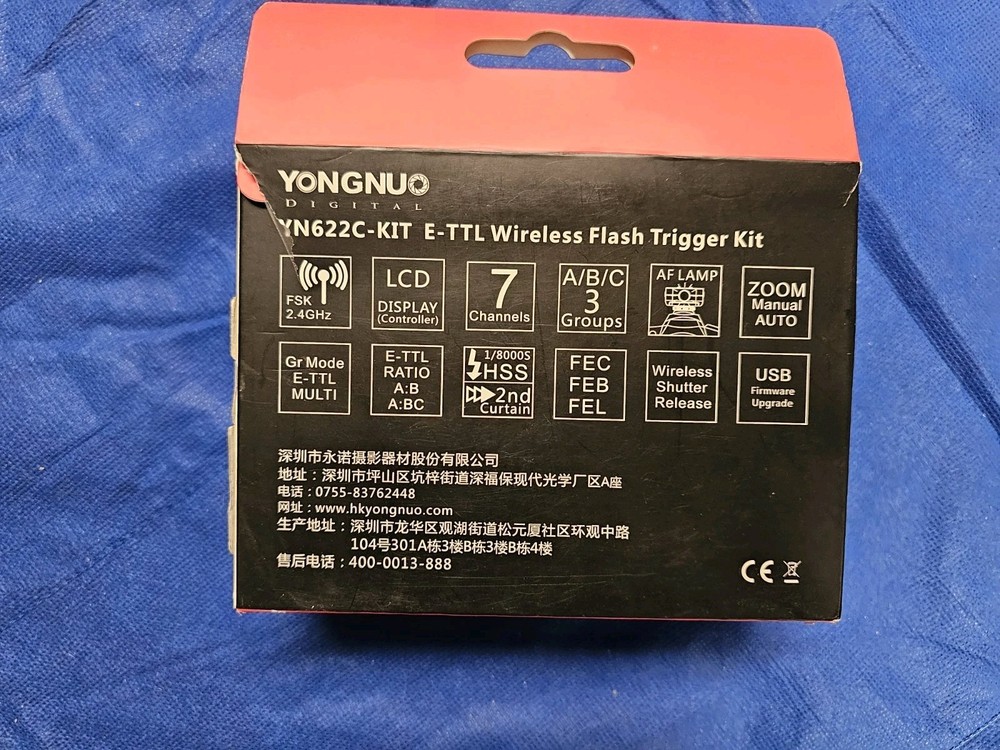 YONGNUO
DIGITAL
YN622C-KIT E-TTL Wireless Flash Trigger Kit
FSK
2.4GHz
LCD
DISPLAY
(Controller)
7
Channels
A/B/C
3
Groups
AF LAMP
ZOOM
Manual
AUTO
Gr Mode
E-TTL
MULTI
E-TTL
RATIO
A:B
A:BC
1/8000S
HSS
2nd
Curtain
FEC
FEB
FEL
Wireless
Shutter
Release
USB
Firmware
Upgrade
深圳市永诺摄影器材股份有限公司
地址：深圳市坪山区坑梓街道深福保现代光学厂区A座
电话：0755-83762448
网址：www.hkyongnuo.com
生产地址：深圳市龙华区观湖街道松元厦社区环观中路
104号301A栋3楼B栋3楼B栋4楼
售后电话：400-0013-888
CE